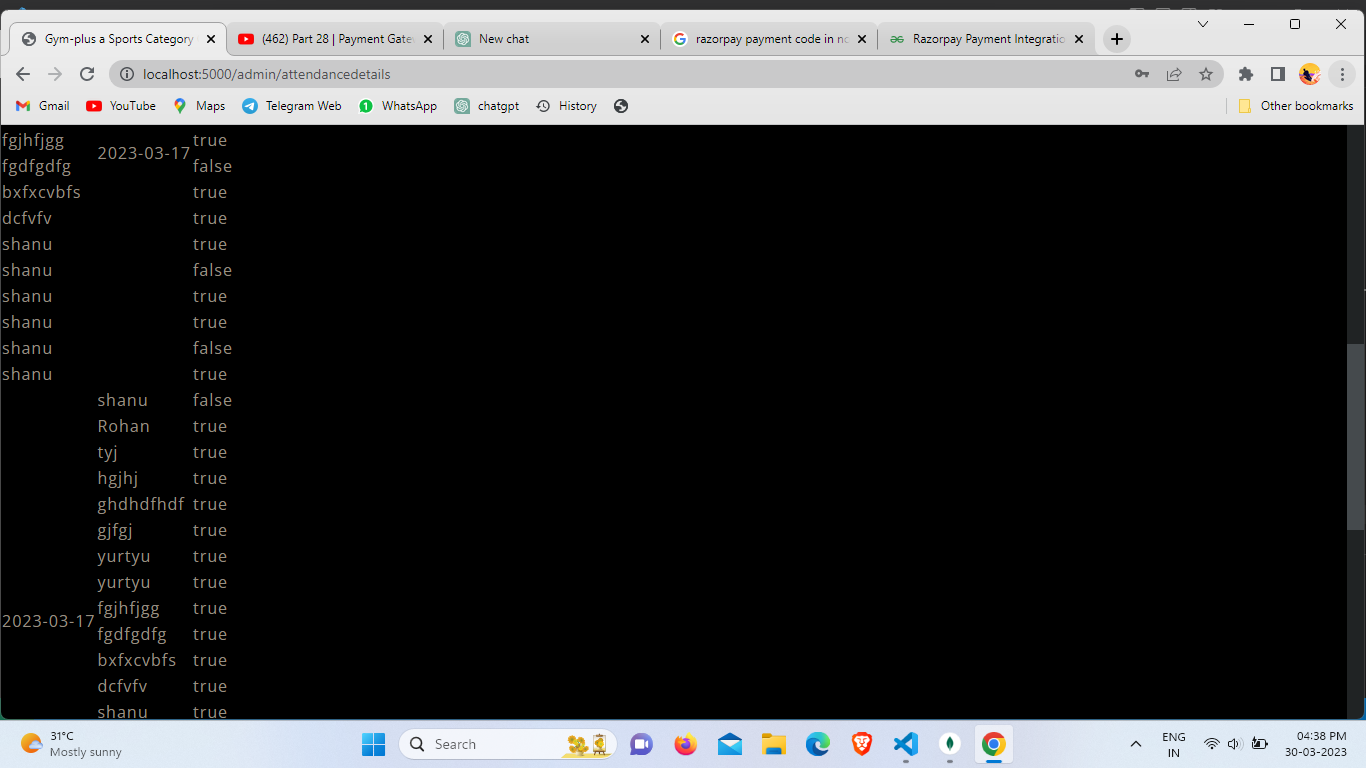 Gym-plus a Sports Category
(462) Part 28 | Payment Gate
New chat
razorpay payment code in no
Razorpay Payment Integratio
localhost:5000/admin/attendancedetails
Gmail YouTube Maps Telegram Web WhatsApp chatgpt History Other bookmarks
fgjhfjgg true
2023-03-17
fgdfgdfg false
bxfxcvbfs true
dcfvfv true
shanu true
shanu false
shanu true
shanu true
shanu false
shanu true
shanu false
Rohan true
tyj true
hgjhj true
ghdhdfhdf true
gjfgj true
yurtyu true
yurtyu true
fgjhfjgg true
2023-03-17
fgdfgdfg true
bxfxcvbfs true
dcfvfv true
shanu true
31°C
Mostly sunny
Search
ENG
IN
04:38 PM
30-03-2023